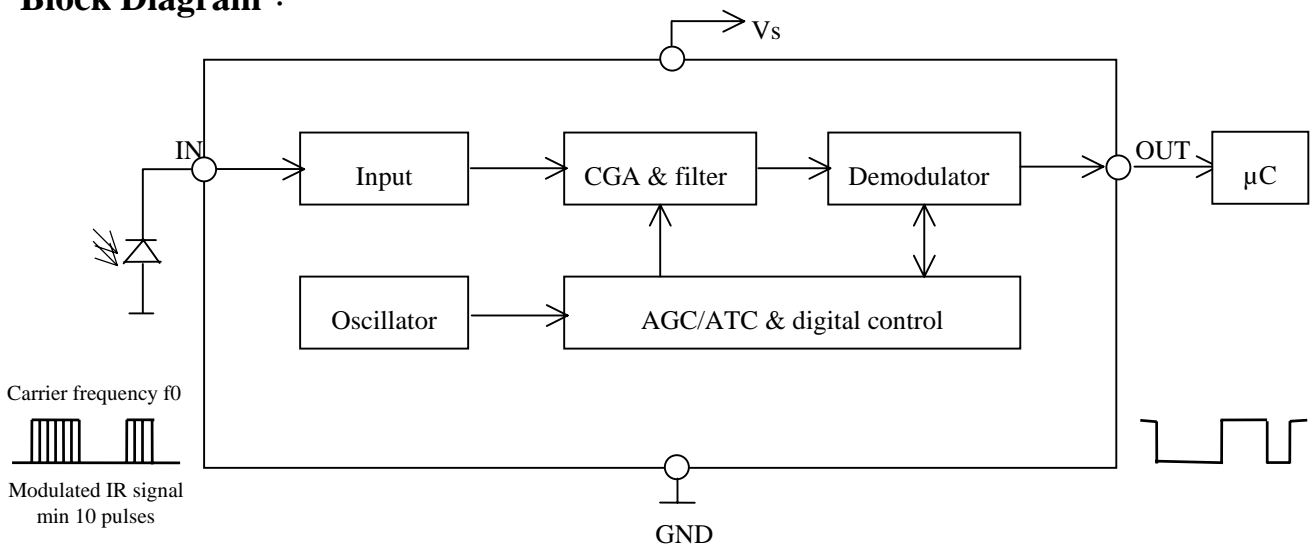 Block Diagram :
Vs
IN
Input
CGA & filter
Demodulator
OUT
µC
Oscillator
AGC/ATC & digital control
Carrier frequency f0
Modulated IR signal
min 10 pulses
GND